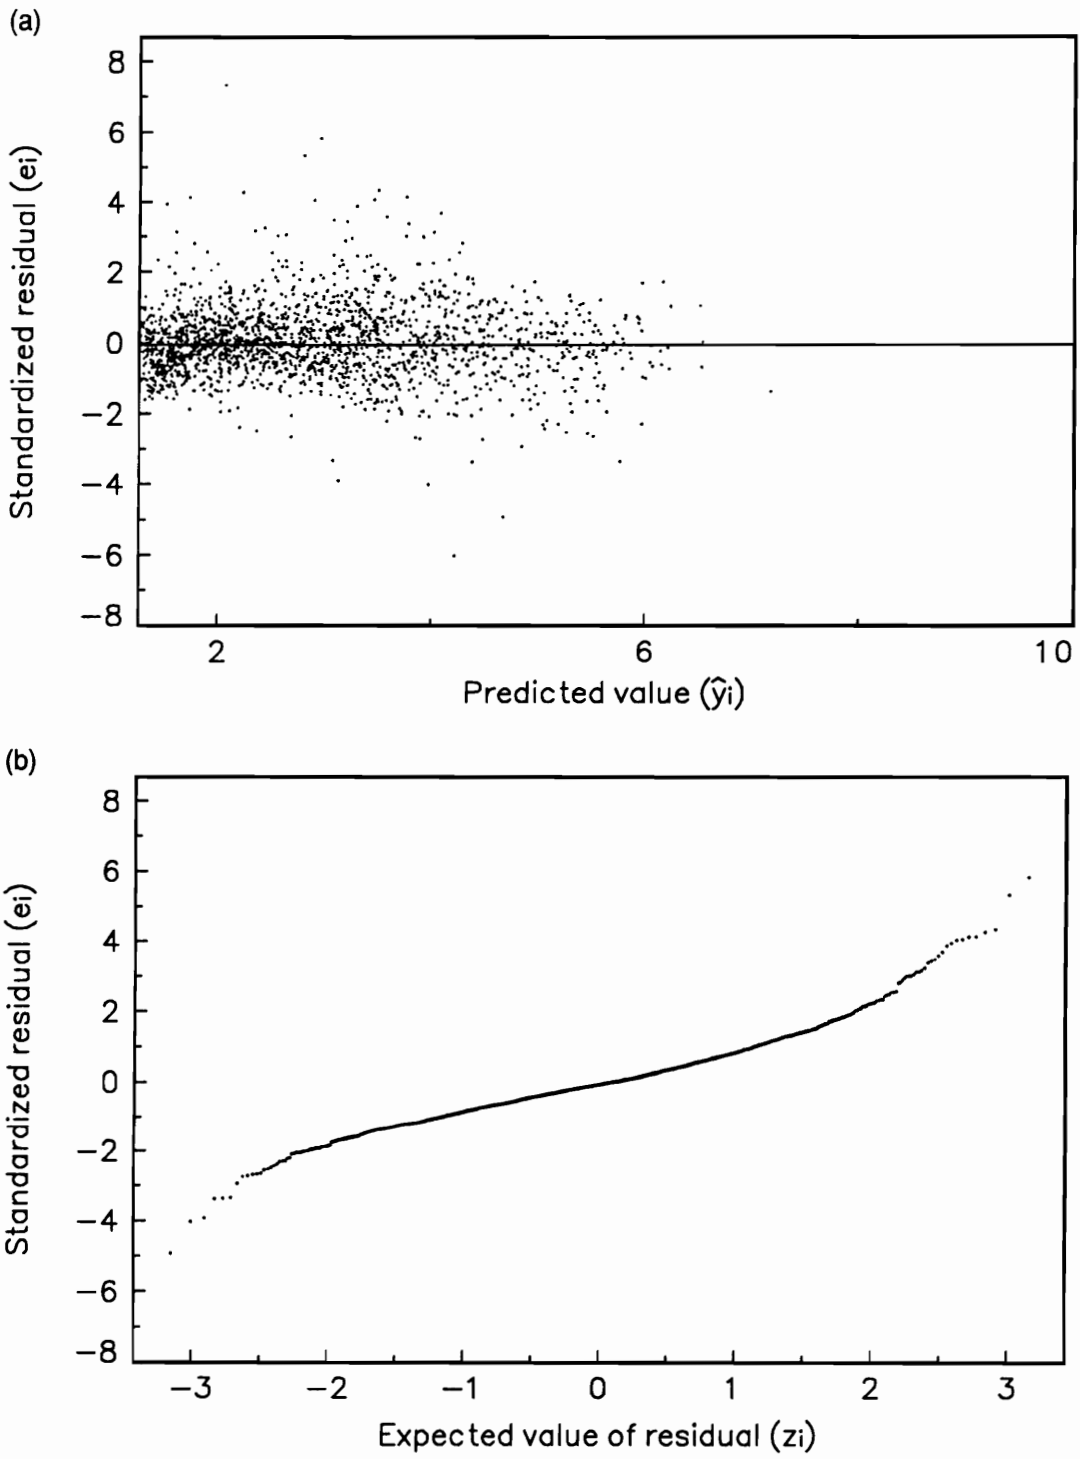 (a)
8
6
4
2
0
−2
−4
−6
−8
Standardized residual (ei)
2 6 10
Predicted value (ŷi)
(b)
8
6
4
2
0
−2
−4
−6
−8
Standardized residual (ei)
−3 −2 −1 0 1 2 3
Expected value of residual (zi)